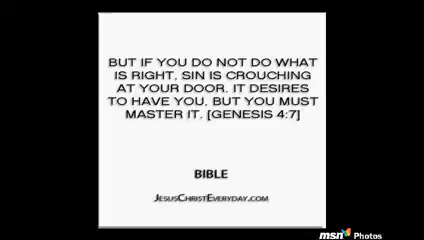 BUT IF YOU DO NOT DO WHAT
IS RIGHT, SIN IS CROUCHING
AT YOUR DOOR. IT DESIRES
TO HAVE YOU, BUT YOU MUST
MASTER IT. [GENESIS 4:7]
BIBLE
JESUSCHRISTEVERYDAY.COM
msn Photos